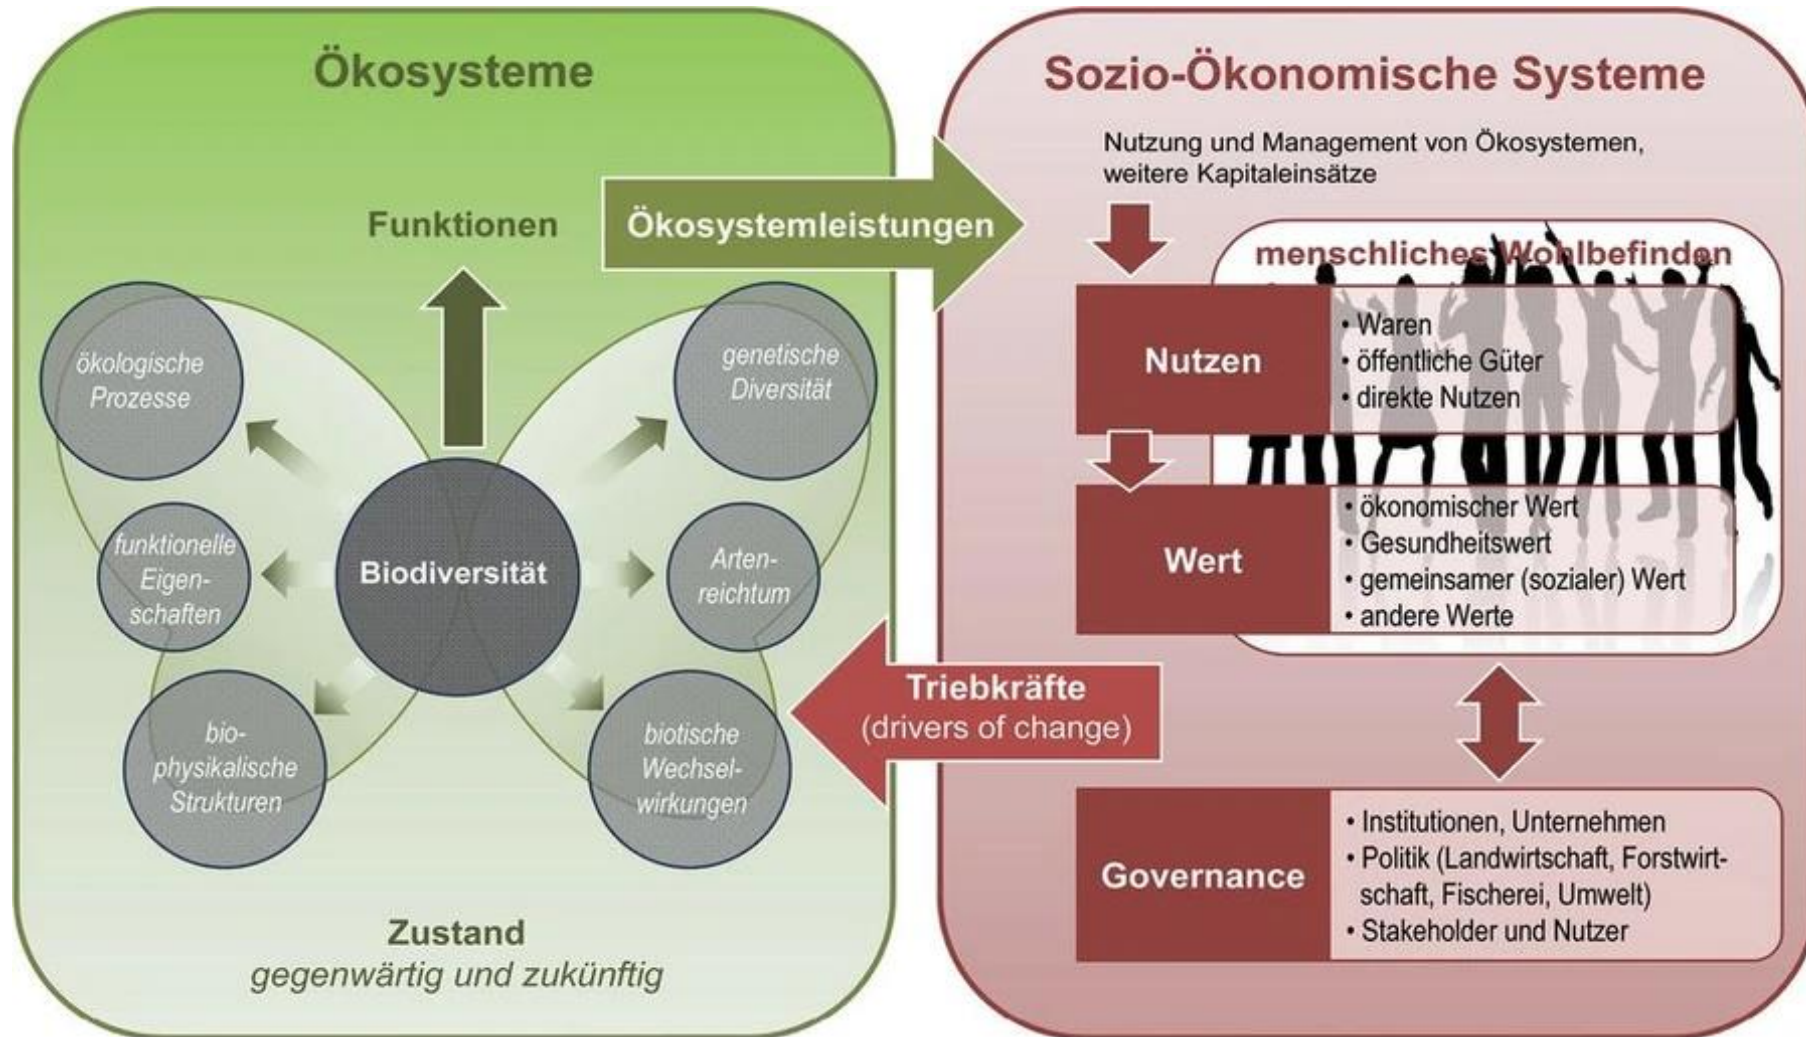 Ökosysteme
Funktionen
Ökosystemleistungen
ökologische
Prozesse
genetische
Diversität
funktionelle
Eigen-
schaften
Biodiversität
Arten-
reichtum
bio-
physikalische
Strukturen
biotische
Wechsel-
wirkungen
Zustand
gegenwärtig und zukünftig
Triebkräfte
(drivers of change)
Sozio-Ökonomische Systeme
Nutzung und Management von Ökosystemen,
weitere Kapitaleinsätze
menschliches Wohlbefinden
Nutzen
• Waren
• öffentliche Güter
• direkte Nutzen
Wert
• ökonomischer Wert
• Gesundheitswert
• gemeinsamer (sozialer) Wert
• andere Werte
Governance
• Institutionen, Unternehmen
• Politik (Landwirtschaft, Forstwirt-
schaft, Fischerei, Umwelt)
• Stakeholder und Nutzer